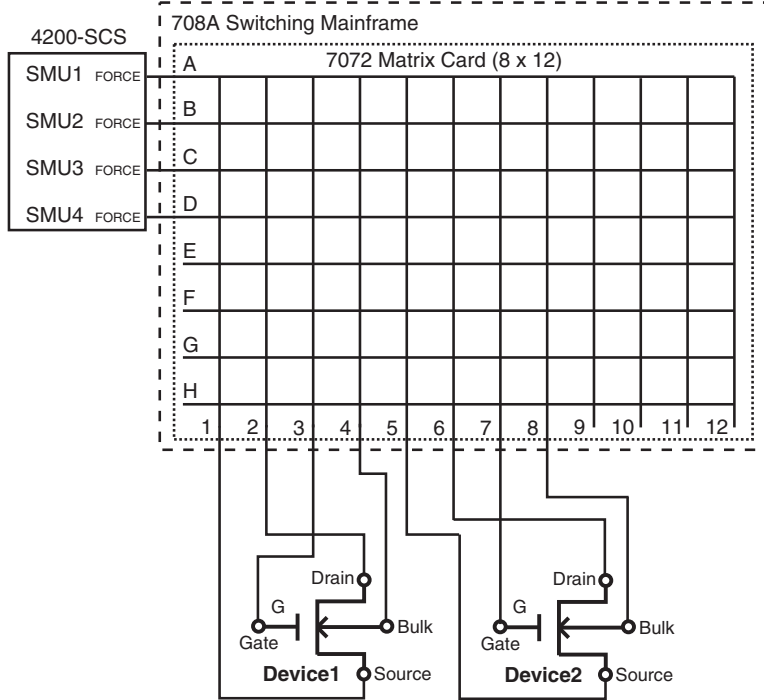 708A Switching Mainframe
4200-SCS
7072 Matrix Card (8 x 12)
SMU1 FORCE
A
SMU2 FORCE
B
SMU3 FORCE
C
SMU4 FORCE
D
E
F
G
H
1 2 3 4 5 6 7 8 9 10 11 12
Drain
G
Gate
Bulk
Device1
Source
Drain
G
Gate
Bulk
Device2
Source